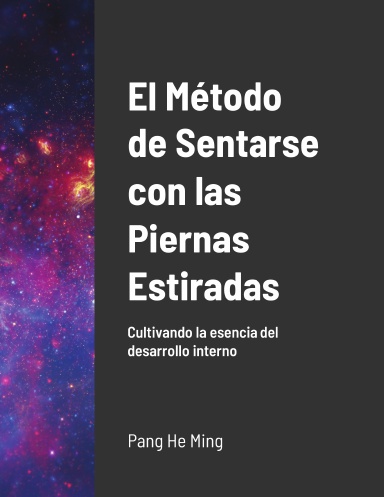 El Método
de Sentarse
con las
Piernas
Estiradas
Cultivando la esencia del
desarrollo interno
Pang He Ming